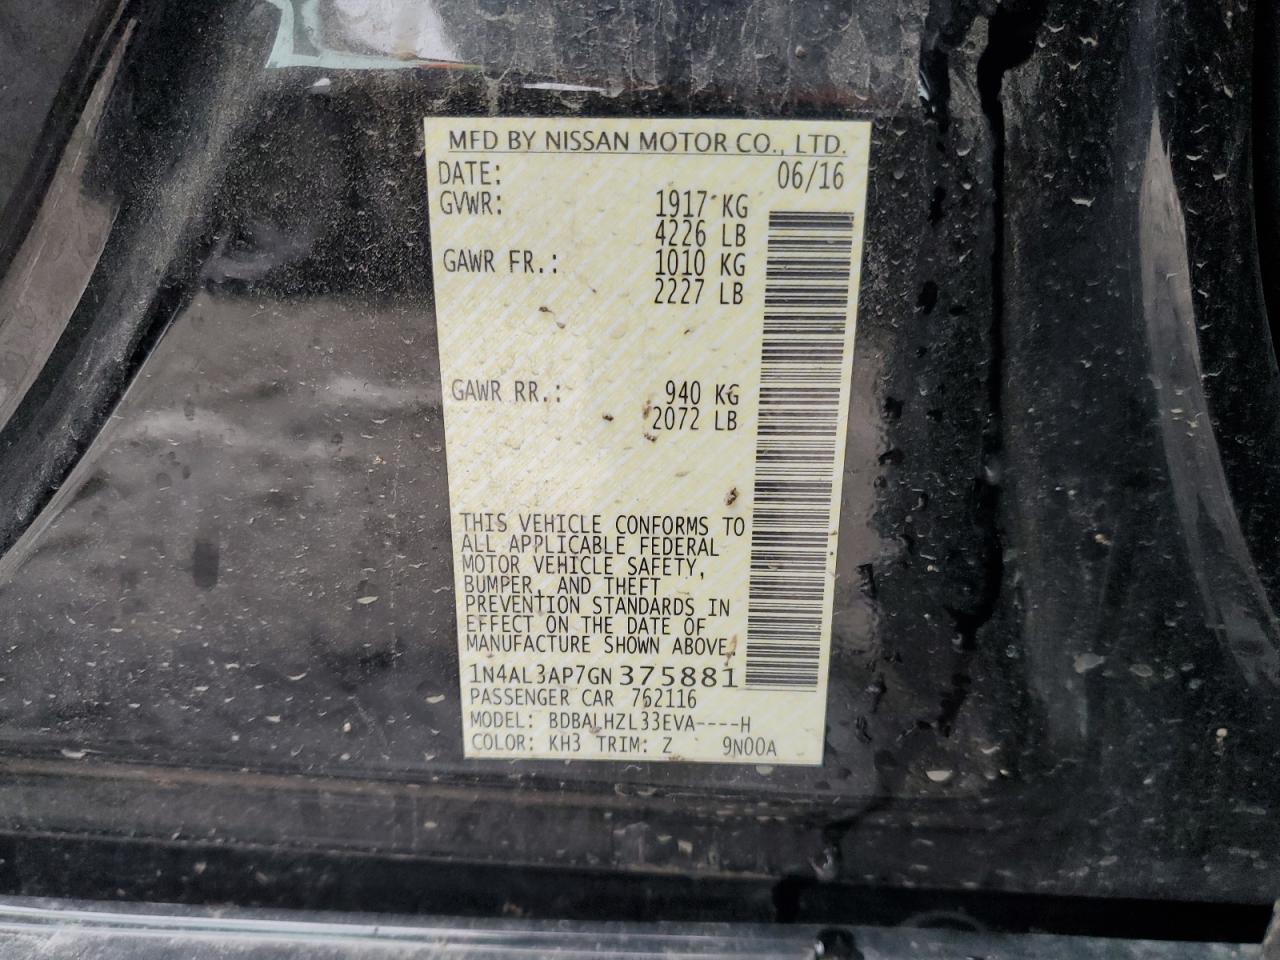 MFD BY NISSAN MOTOR CO., LTD.
DATE: 06/16
GVWR: 1917 KG
4226 LB
GAWR FR.: 1010 KG
2227 LB
GAWR RR.: 940 KG
2072 LB
THIS VEHICLE CONFORMS TO
ALL APPLICABLE FEDERAL
MOTOR VEHICLE SAFETY,
BUMPER, AND THEFT
PREVENTION STANDARDS IN
EFFECT ON THE DATE OF
MANUFACTURE SHOWN ABOVE
1N4AL3AP7GN375881
PASSENGER CAR 762116
MODEL: BDBALHZL33EVA----H
COLOR: KH3 TRIM: Z 9N00A